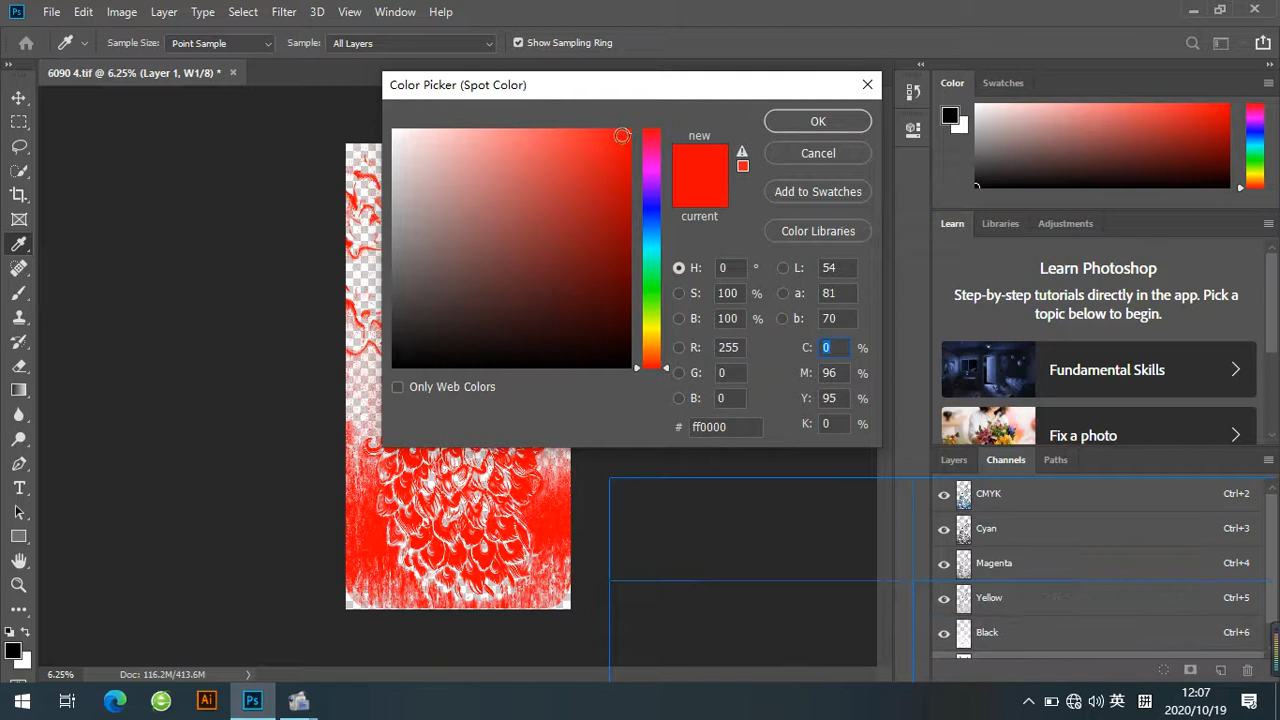 Ps File Edit Image Layer Type Select Filter 3D View Window Help
Sample Size: Point Sample Sample: All Layers Show Sampling Ring
6090 4.tif @ 6.25% (Layer 1, W1/8) *
Color Picker (Spot Color)
new
current
OK
Cancel
Add to Swatches
Color Libraries
H: 0 ° L: 54
S: 100 % a: 81
B: 100 % b: 70
R: 255 C: 0 %
G: 0 M: 96 %
B: 0 Y: 95 %
# ff0000 K: 0 %
Only Web Colors
Color Swatches
Learn Libraries Adjustments
Learn Photoshop
Step-by-step tutorials directly in the app. Pick a
topic below to begin.
Fundamental Skills
Fix a photo
Layers Channels Paths
CMYK Ctrl+2
Cyan Ctrl+3
Magenta Ctrl+4
Yellow Ctrl+5
Black Ctrl+6
6.25% Doc: 116.2M/413.6M
Ai Ps
英 拼
12:07
2020/10/19